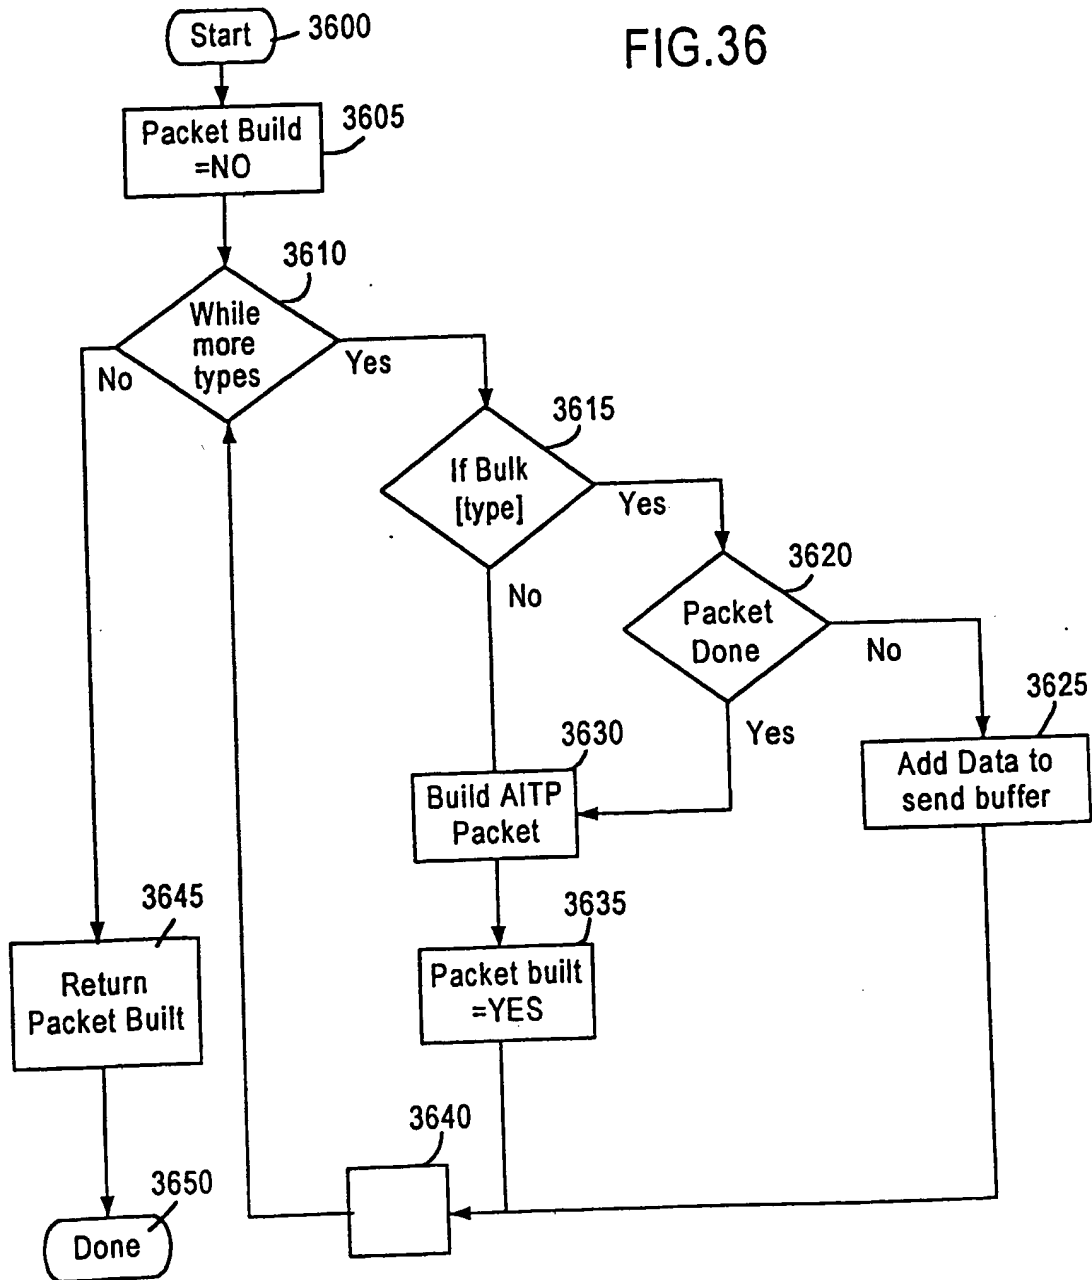 FIG.36
Start
3600
Packet Build
=NO
3605
While
more
types
3610
No
Yes
If Bulk
[type]
3615
Yes
No
Packet
Done
3620
No
Yes
Add Data to
send buffer
3625
Build AITP
Packet
3630
Packet built
=YES
3635
3640
Return
Packet Built
3645
Done
3650